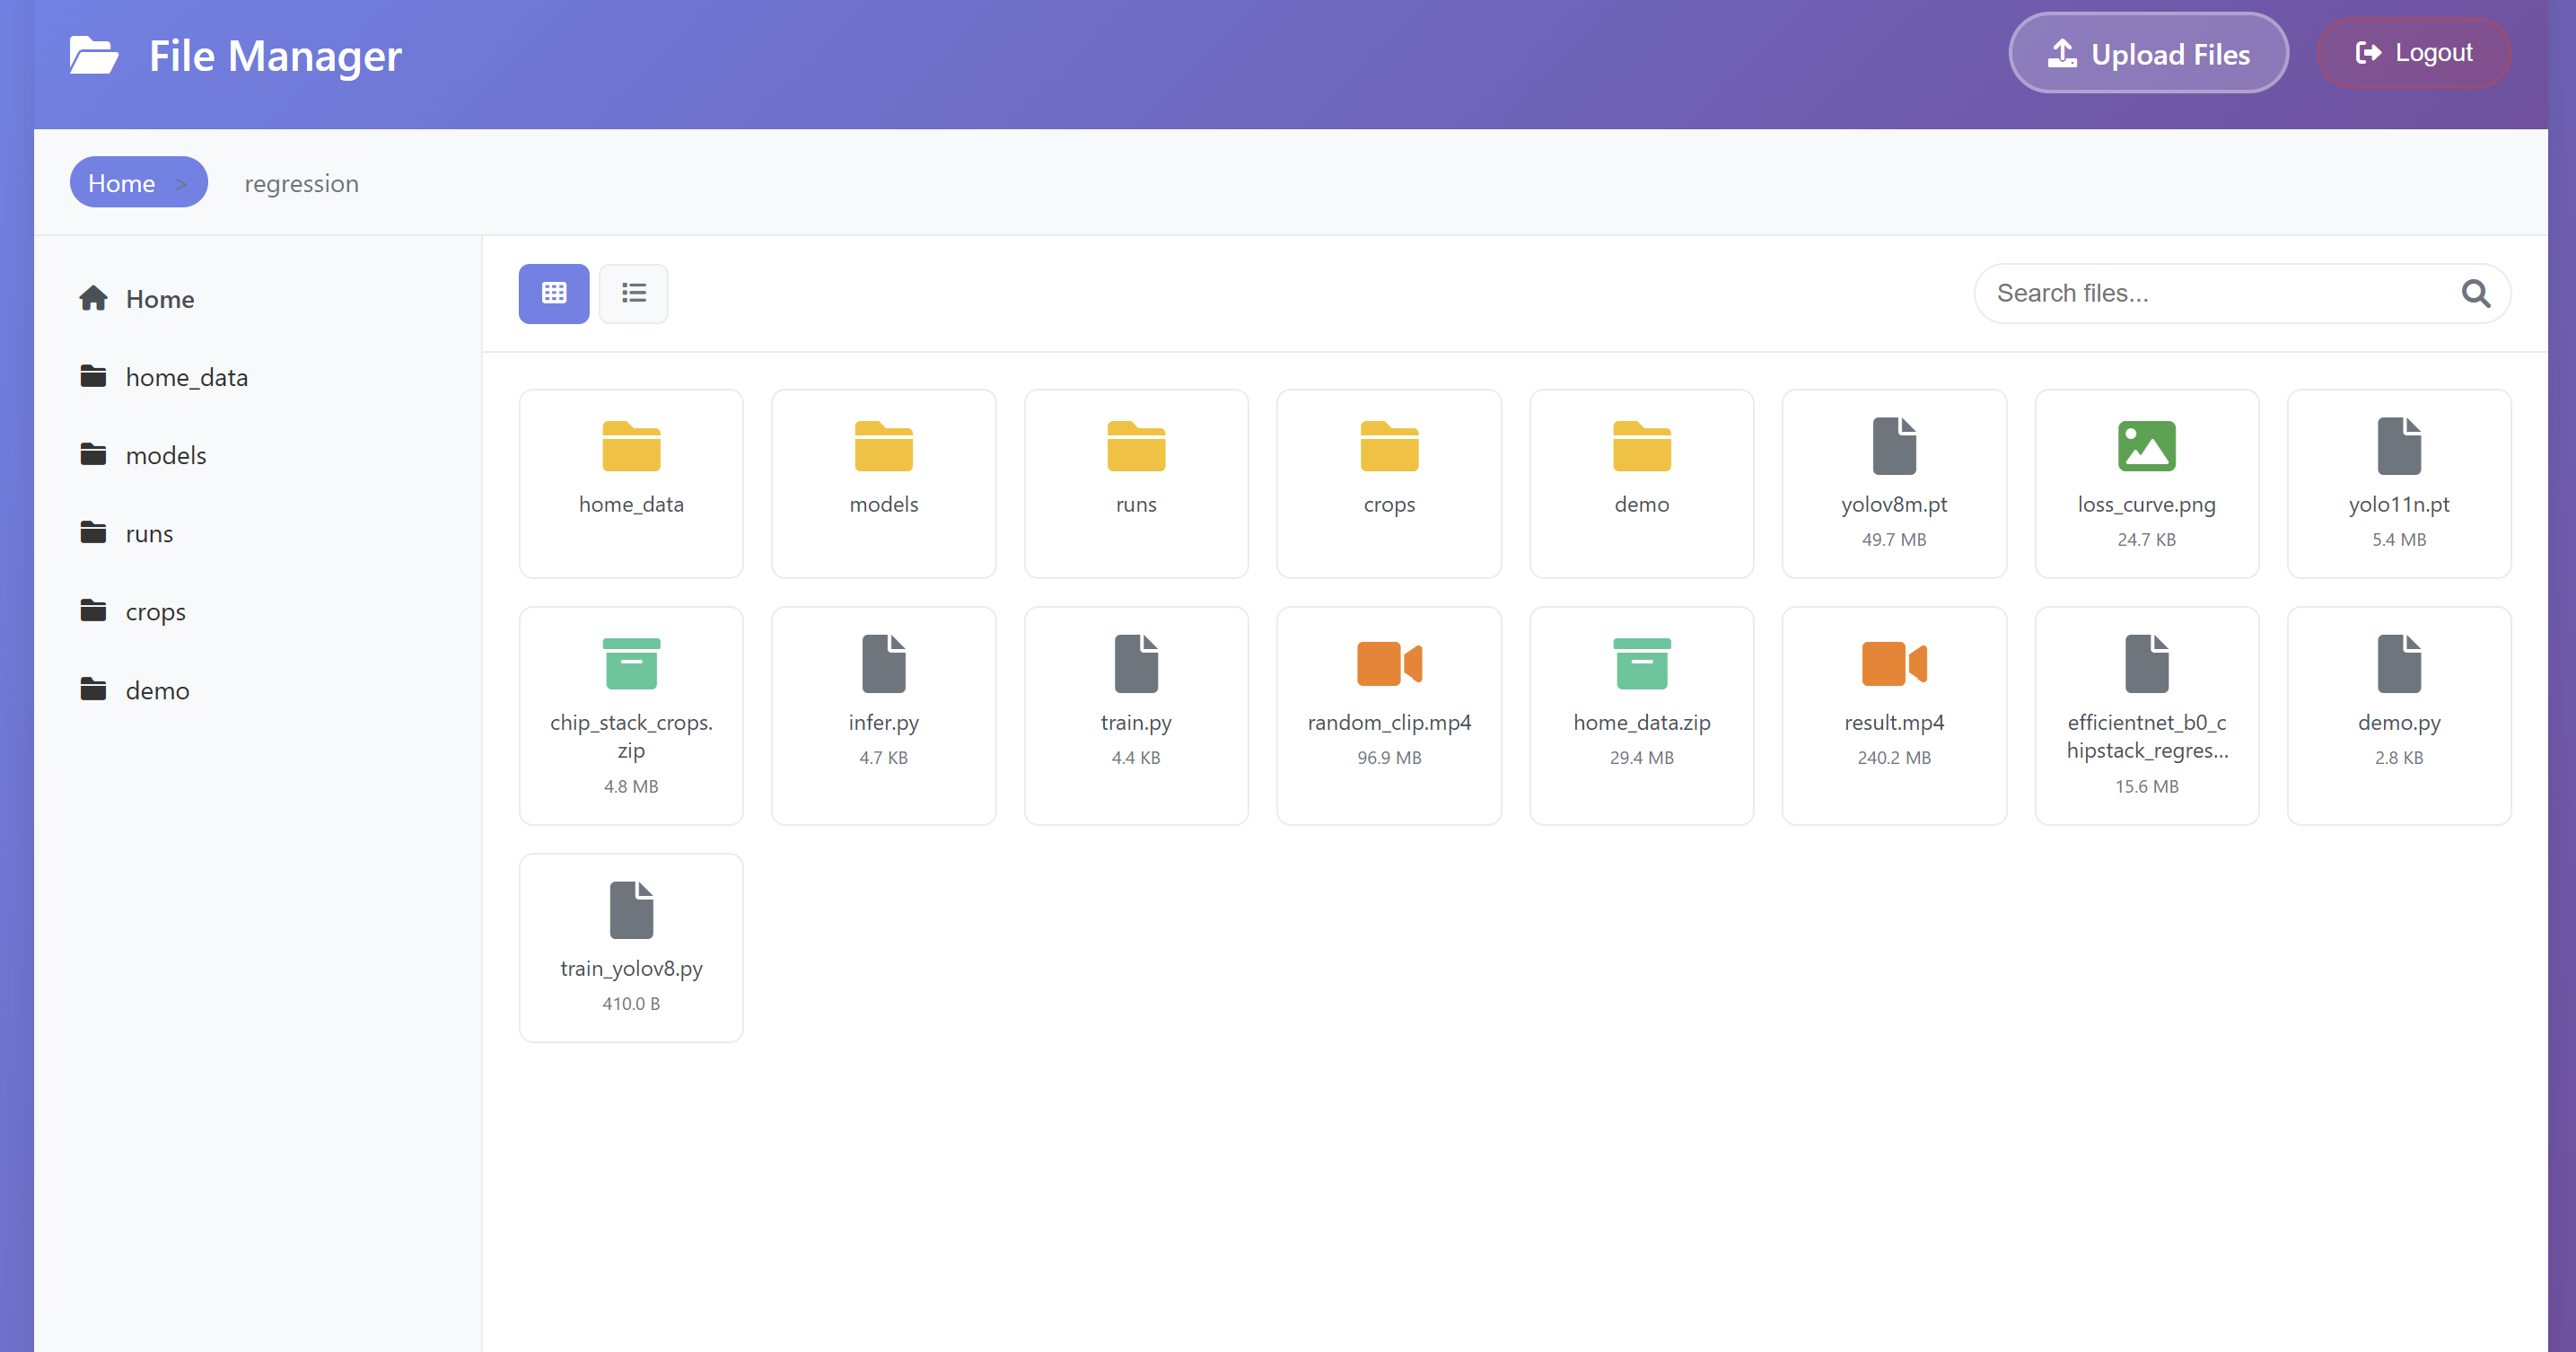 File Manager
Upload Files
Logout
Home >
regression
Home
home_data
models
runs
crops
demo
Search files...
home_data
models
runs
crops
demo
yolov8m.pt
49.7 MB
loss_curve.png
24.7 KB
yolo11n.pt
5.4 MB
chip_stack_crops.
zip
4.8 MB
infer.py
4.7 KB
train.py
4.4 KB
random_clip.mp4
96.9 MB
home_data.zip
29.4 MB
result.mp4
240.2 MB
efficientnet_b0_c
hipstack_regres...
15.6 MB
demo.py
2.8 KB
train_yolov8.py
410.0 B